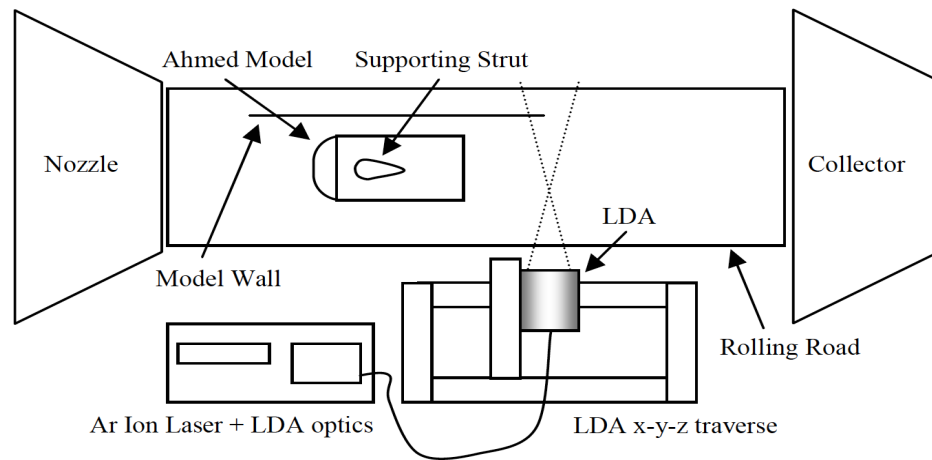 Ahmed Model
Supporting Strut
Nozzle
Collector
LDA
Model Wall
Rolling Road
Ar Ion Laser + LDA optics
LDA x-y-z traverse